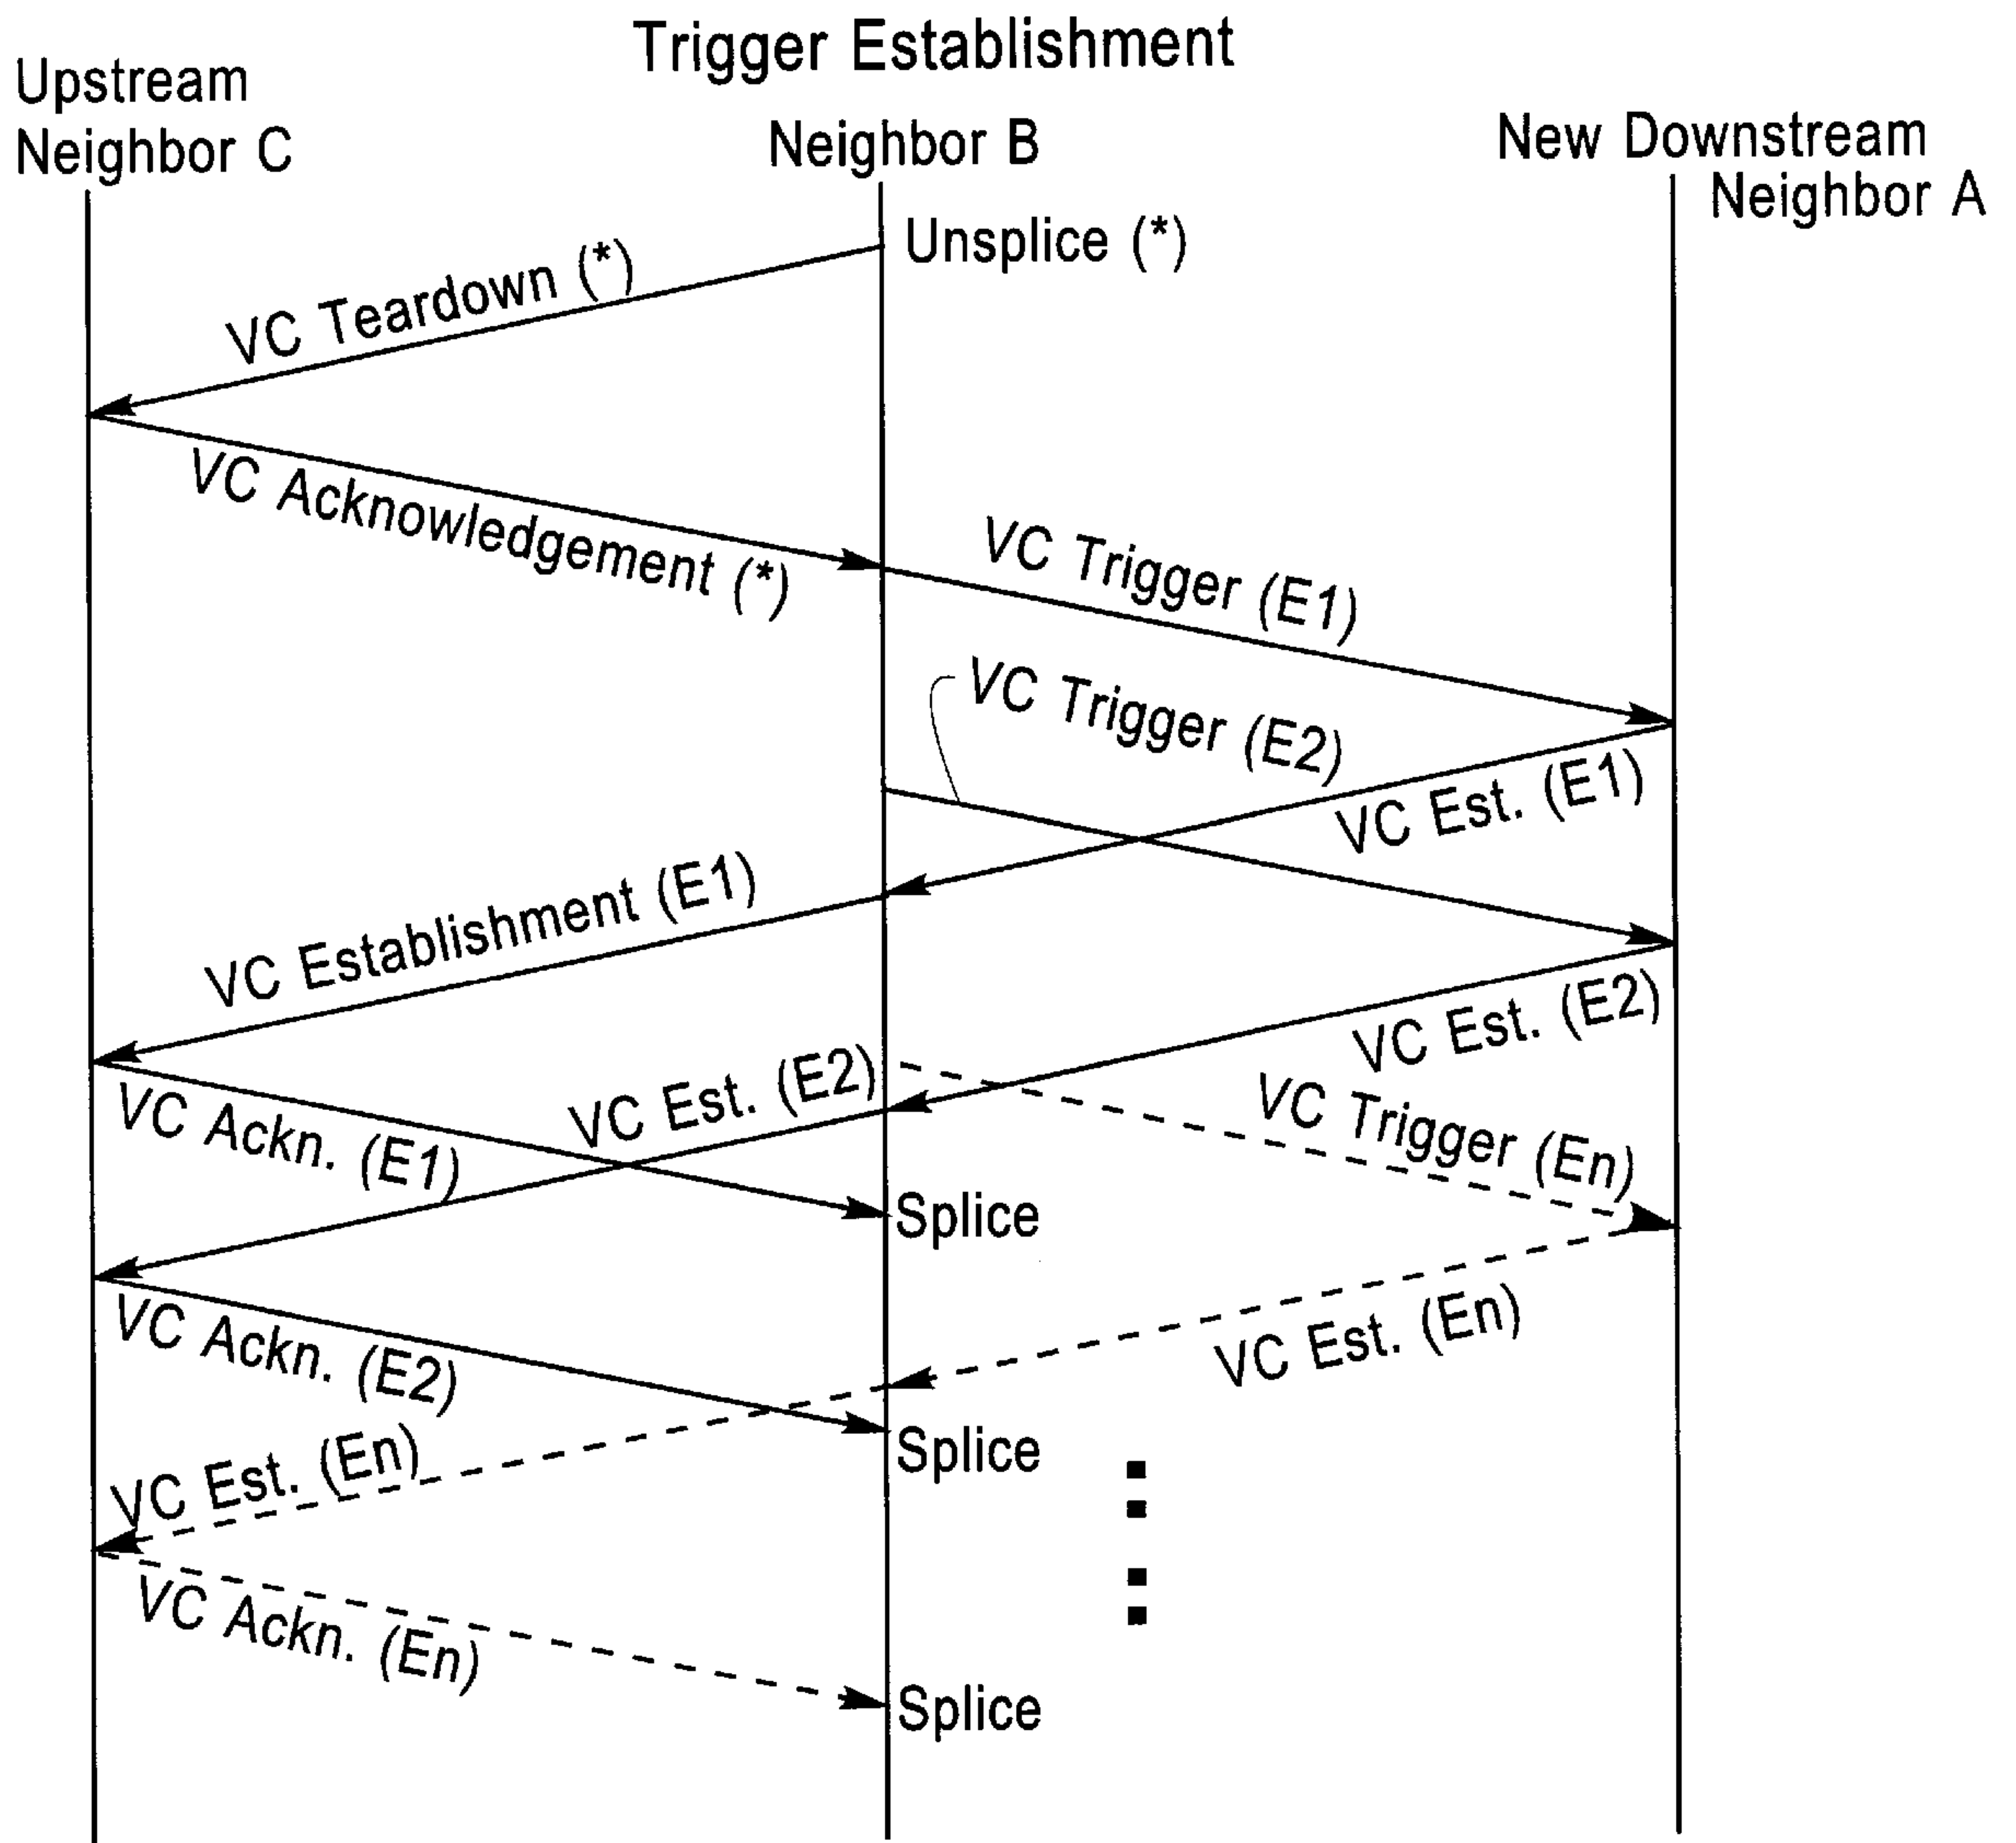 Trigger Establishment
Upstream
Neighbor C
Neighbor B
New Downstream
Neighbor A
Unsplice (*)
VC Teardown (*)
VC Acknowledgement (*)
VC Trigger (E1)
VC Trigger (E2)
VC Est. (E1)
VC Establishment (E1)
VC Est. (E2)
VC Est. (E2)
VC Trigger (En)
VC Ackn. (E1)
Splice
VC Est. (En)
VC Ackn. (E2)
Splice
VC Est. (En)
VC Ackn. (En)
Splice